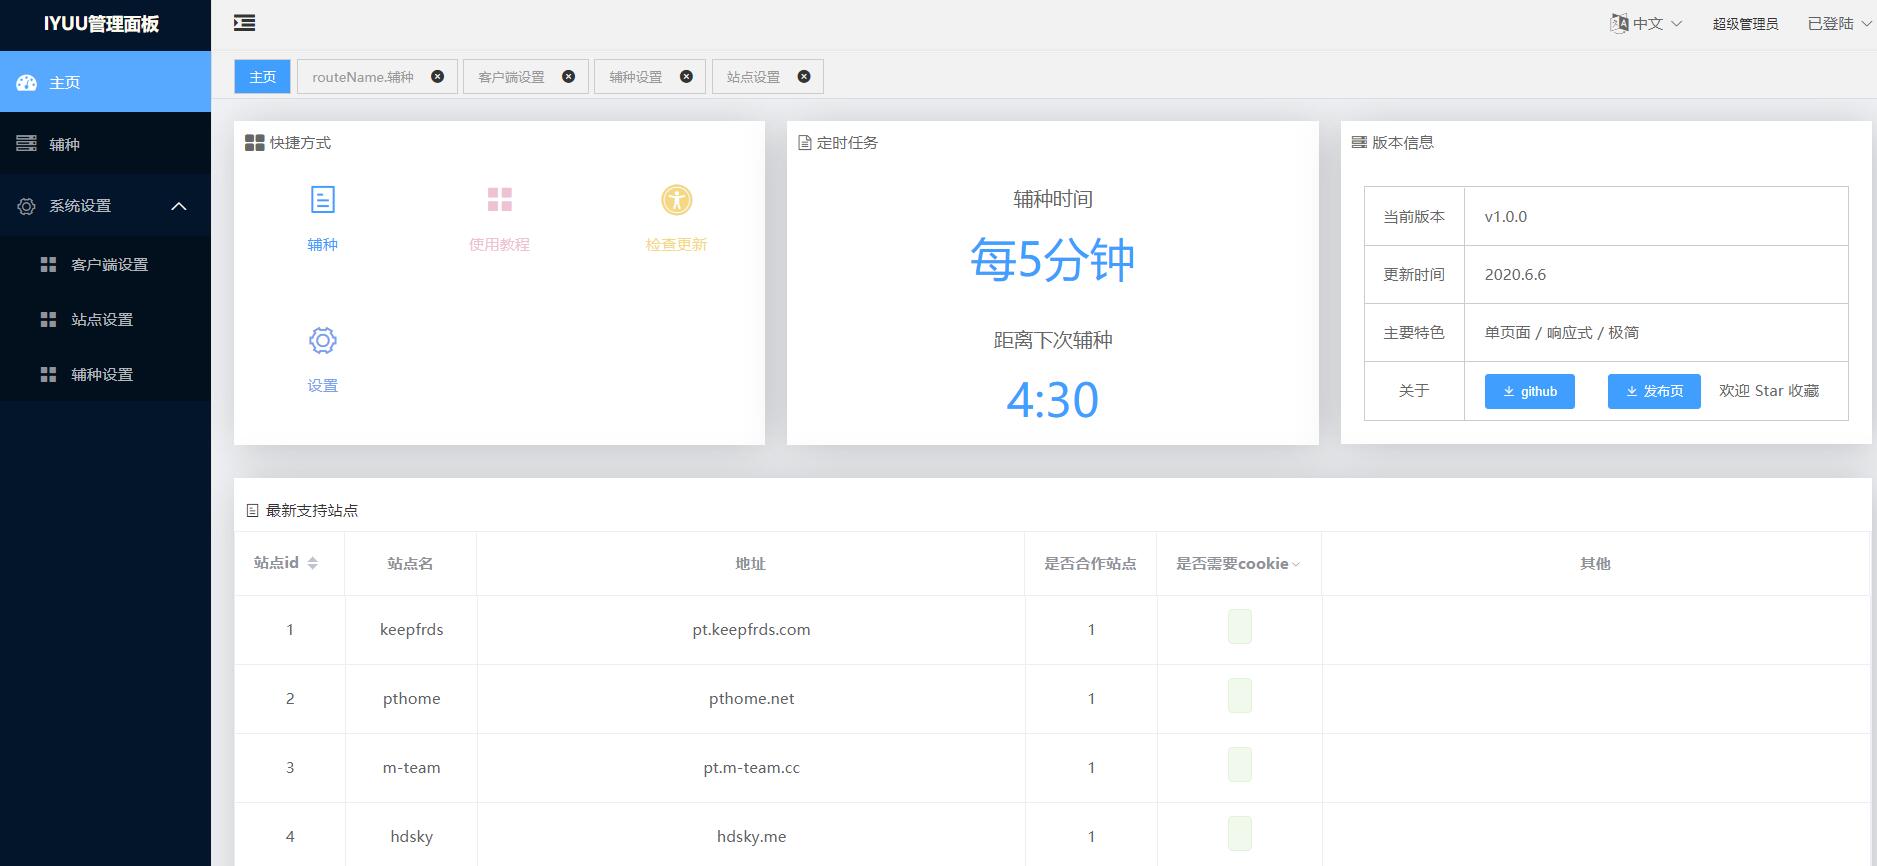 IYUU管理面板
主页
辅种
系统设置
客户端设置
站点设置
辅种设置
中文
超级管理员
已登陆
主页 routeName.辅种 客户端设置 辅种设置 站点设置
快捷方式
辅种 使用教程 检查更新
设置
定时任务
辅种时间
每5分钟
距离下次辅种
4:30
版本信息
当前版本 v1.0.0
更新时间 2020.6.6
主要特色 单页面 / 响应式 / 极简
关于 github 发布页 欢迎 Star 收藏
最新支持站点
站点id 站点名 地址 是否合作站点 是否需要cookie 其他
1 keepfrds pt.keepfrds.com 1
2 pthome pthome.net 1
3 m-team pt.m-team.cc 1
4 hdsky hdsky.me 1